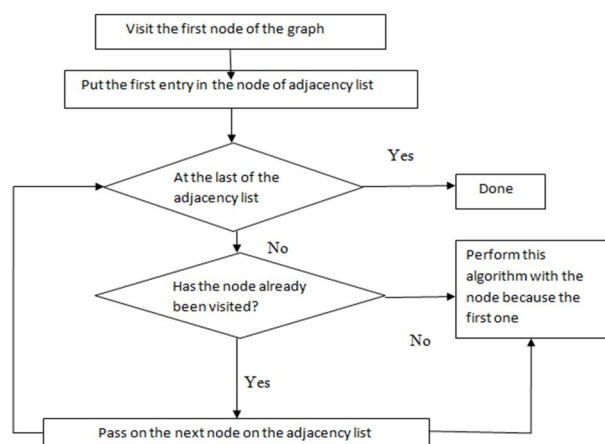 Visit the first node of the graph
Put the first entry in the node of adjacency list
At the last of the
adjacency list
Yes
Done
No
Has the node already
been visited?
Perform this
algorithm with the
node because the
first one
No
Yes
Pass on the next node on the adjacency list